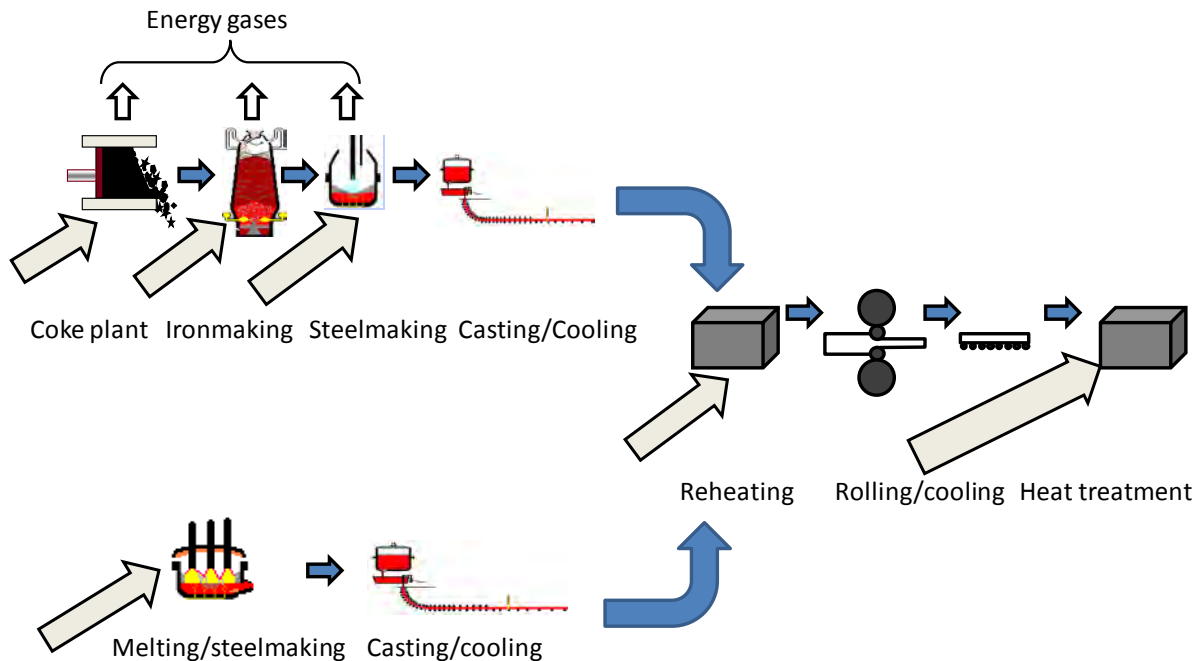 Energy gases
Coke plant
Ironmaking
Steelmaking
Casting/Cooling
Reheating
Rolling/cooling
Heat treatment
Melting/steelmaking
Casting/cooling